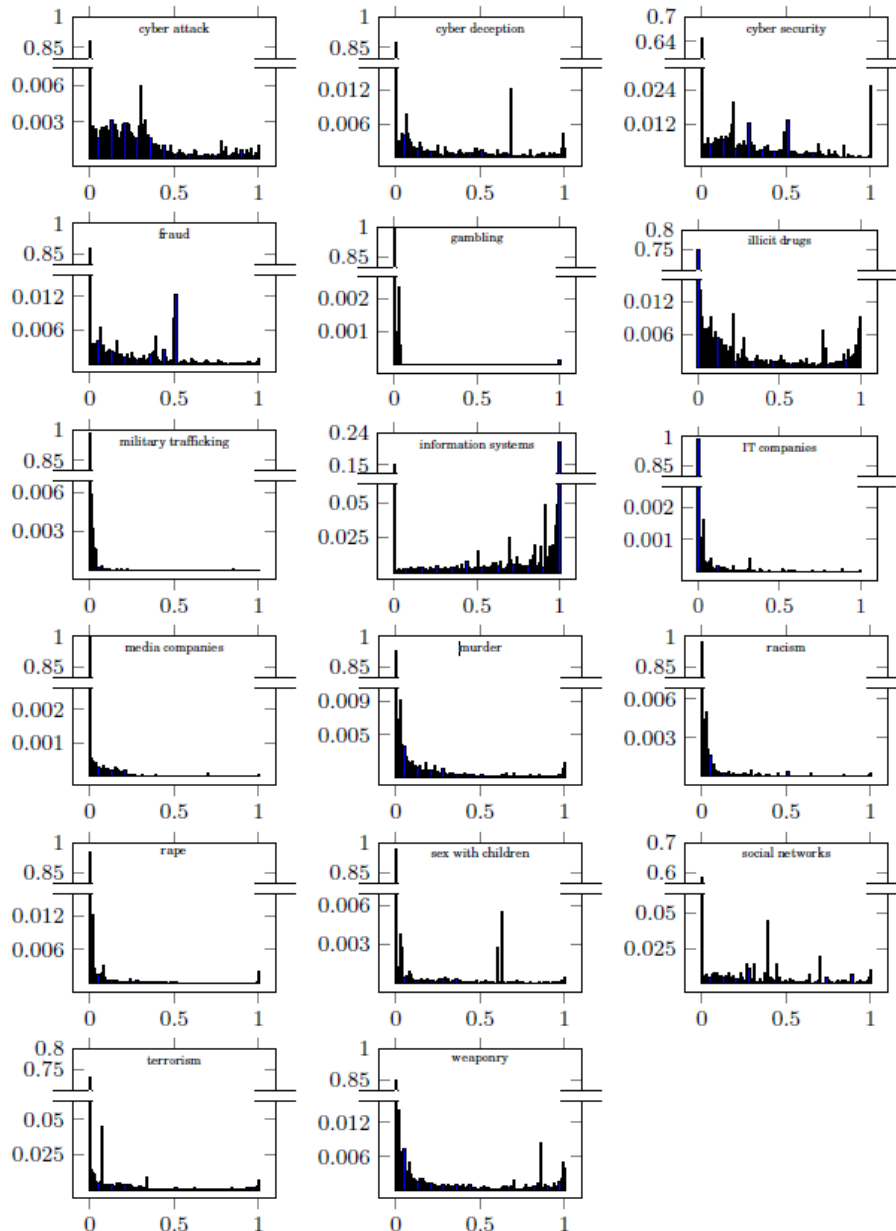 1 1 0.7
cyber attack cyber deception cyber security
0.85 0.85 0.64
0.006 0.012 0.024
0.003 0.006 0.012
0 0.5 1 0 0.5 1 0 0.5 1
1 1 0.8
fraud gambling illicit drugs
0.85 0.85 0.75
0.012 0.002 0.012
0.006 0.001 0.006
0 0.5 1 0 0.5 1 0 0.5 1
1 0.24 1
military trafficking information systems IT companies
0.85 0.15 0.85
0.006 0.05 0.002
0.003 0.025 0.001
0 0.5 1 0 0.5 1 0 0.5 1
1 1 1
media companies murder racism
0.85 0.85 0.85
0.002 0.009 0.006
0.001 0.005 0.003
0 0.5 1 0 0.5 1 0 0.5 1
1 1 0.7
rape sex with children social networks
0.85 0.85 0.6
0.012 0.006 0.05
0.006 0.003 0.025
0 0.5 1 0 0.5 1 0 0.5 1
0.8 1
terrorism weaponry
0.75 0.85
0.05 0.012
0.025 0.006
0 0.5 1 0 0.5 1